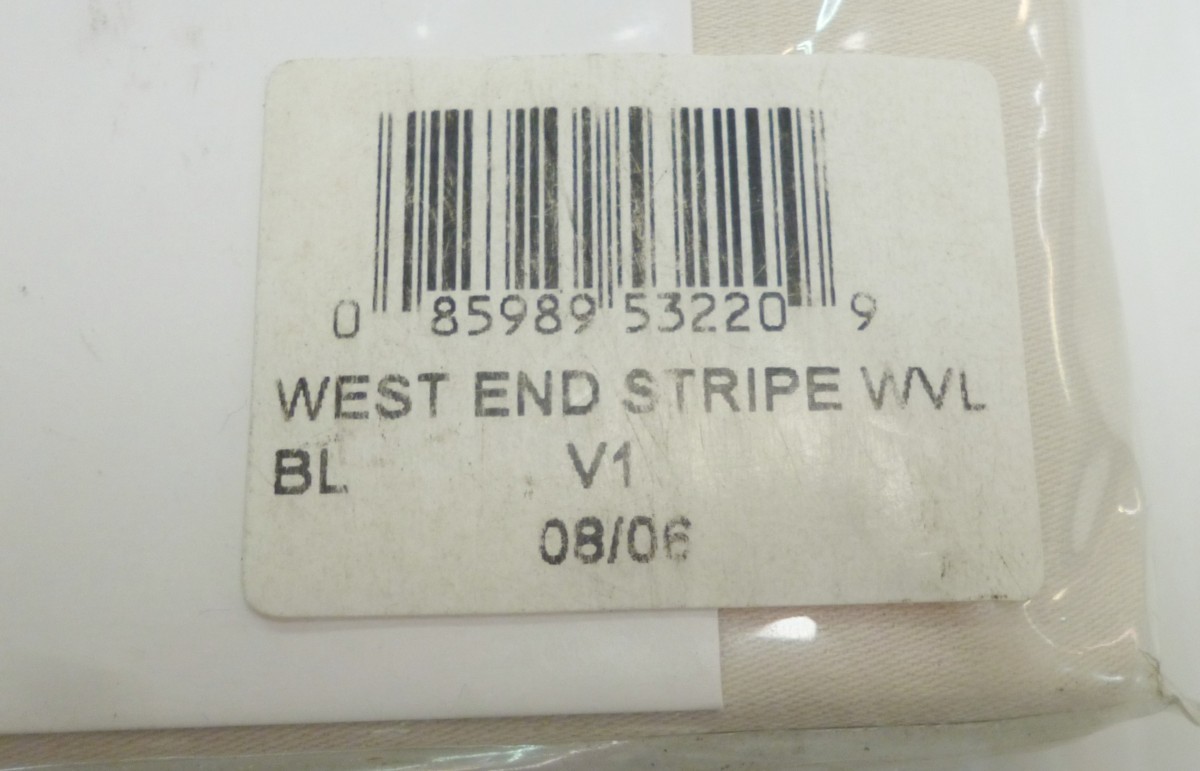 0 85989 53220 9
WEST END STRIPE WVL
BL V1
08/06